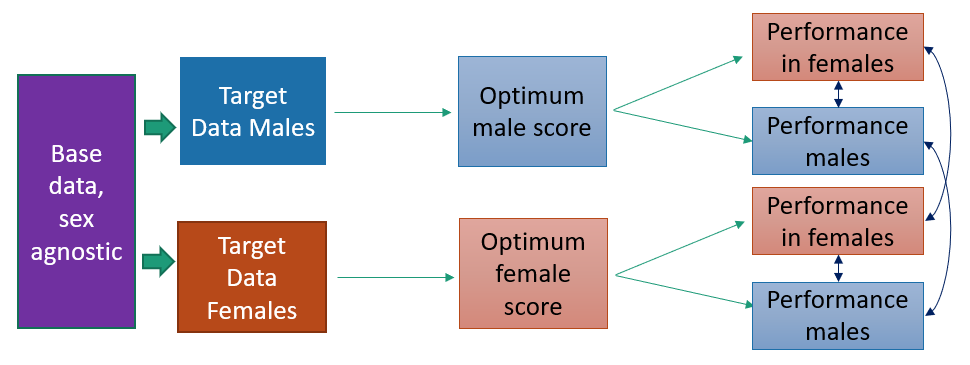 Base
data,
sex
agnostic
Target
Data Males
Optimum
male score
Performance
in females
Performance
males
Target
Data
Females
Optimum
female
score
Performance
in females
Performance
males